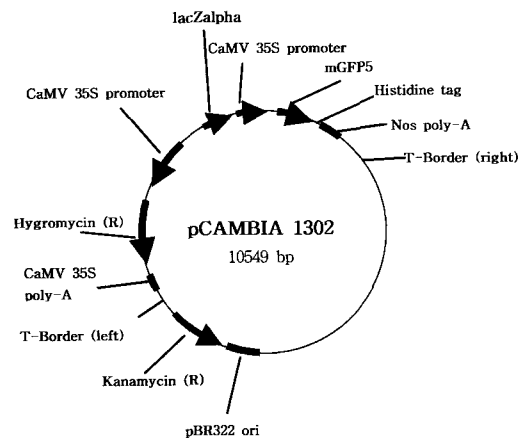 lacZalpha
CaMV 35S promoter
mGFP5
CaMV 35S promoter
Histidine tag
Nos poly-A
T-Border (right)
pCAMBIA 1302
10549 bp
Hygromycin (R)
CaMV 35S
poly-A
T-Border (left)
Kanamycin (R)
pBR322 ori